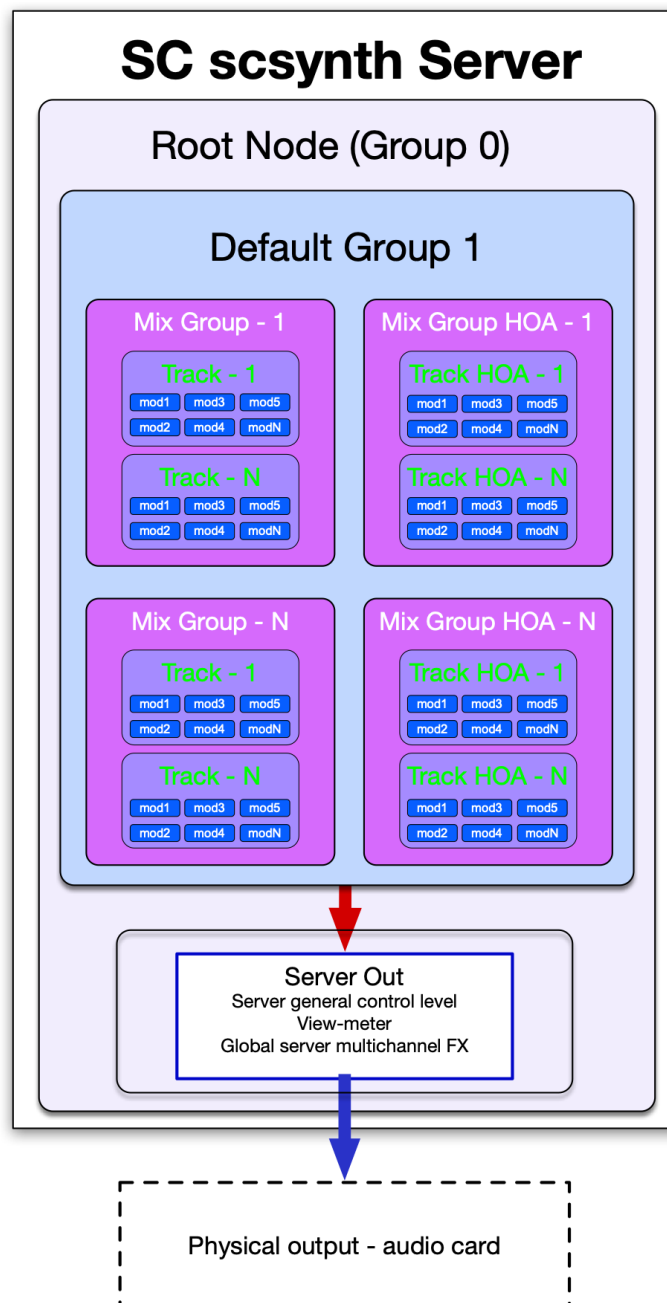 SC scsynth Server
Root Node (Group 0)
Default Group 1
Mix Group - 1
Track - 1
mod1 mod3 mod5
mod2 mod4 modN
Track - N
mod1 mod3 mod5
mod2 mod4 modN
Mix Group HOA - 1
Track HOA - 1
mod1 mod3 mod5
mod2 mod4 modN
Track HOA - N
mod1 mod3 mod5
mod2 mod4 modN
Mix Group - N
Track - 1
mod1 mod3 mod5
mod2 mod4 modN
Track - N
mod1 mod3 mod5
mod2 mod4 modN
Mix Group HOA - N
Track HOA - 1
mod1 mod3 mod5
mod2 mod4 modN
Track HOA - N
mod1 mod3 mod5
mod2 mod4 modN
Server Out
Server general control level
View-meter
Global server multichannel FX
Physical output - audio card